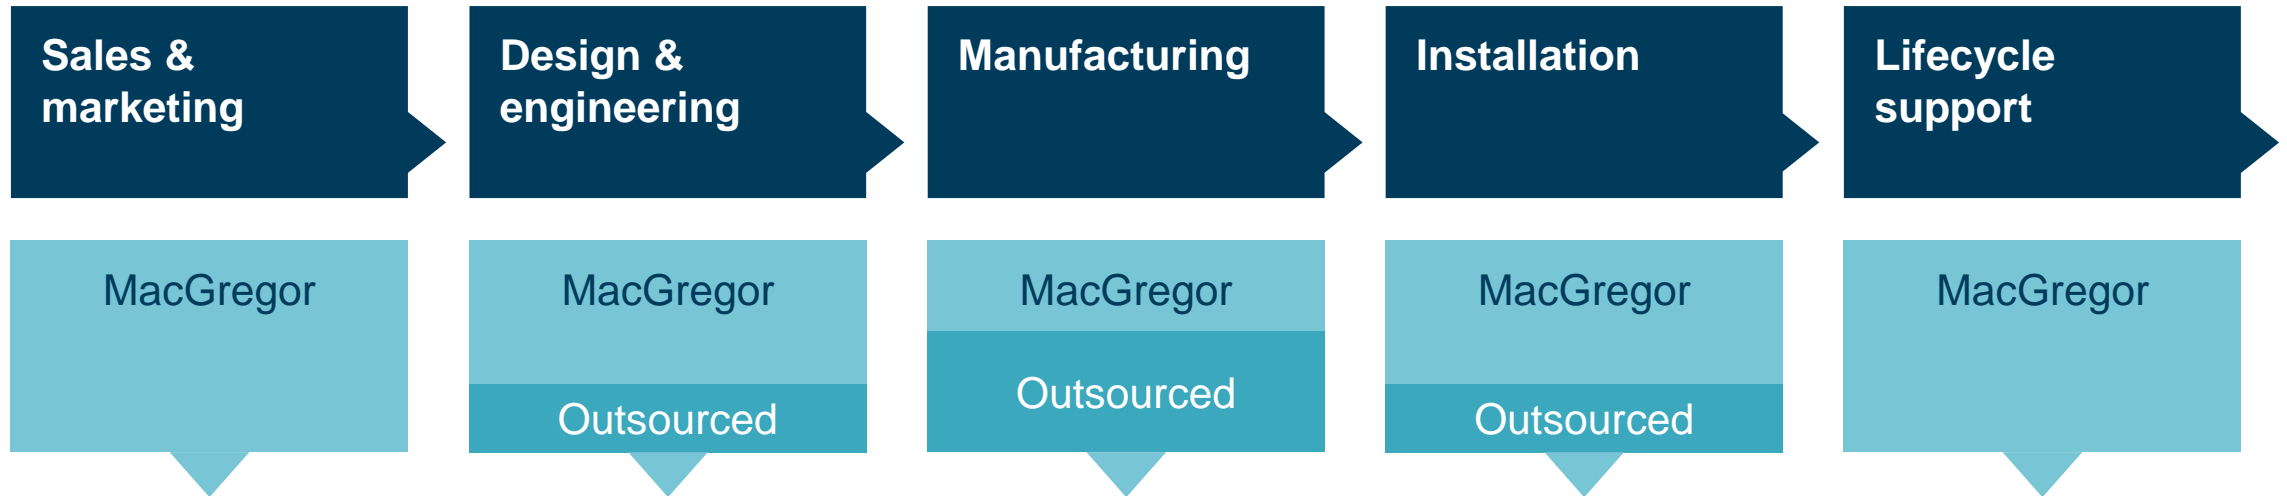 Sales &
marketing
Design &
engineering
Manufacturing
Installation
Lifecycle
support
MacGregor
MacGregor
Outsourced
MacGregor
Outsourced
MacGregor
Outsourced
MacGregor